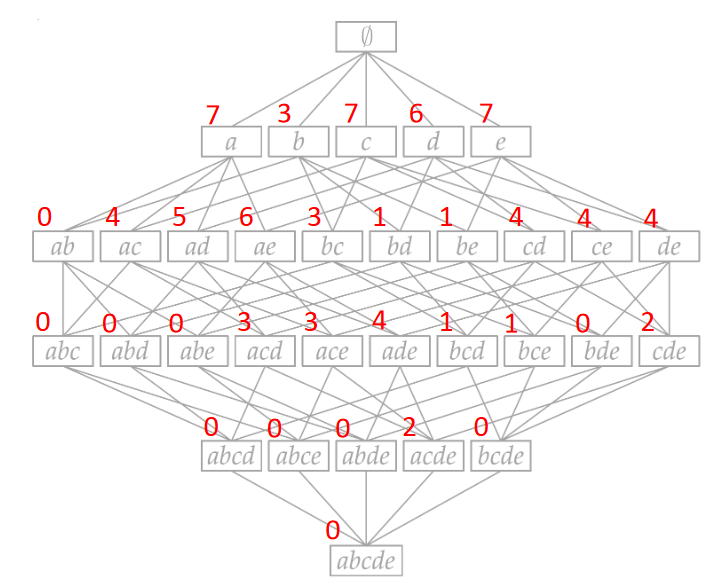 ∅
7 3 7 6 7
a b c d e
0 4 5 6 3 1 1 4 4 4
ab ac ad ae bc bd be cd ce de
0 0 0 3 3 4 1 1 0 2
abc abd abe acd ace ade bcd bce bde cde
0 0 0 2 0
abcd abce abde acde bcde
0
abcde